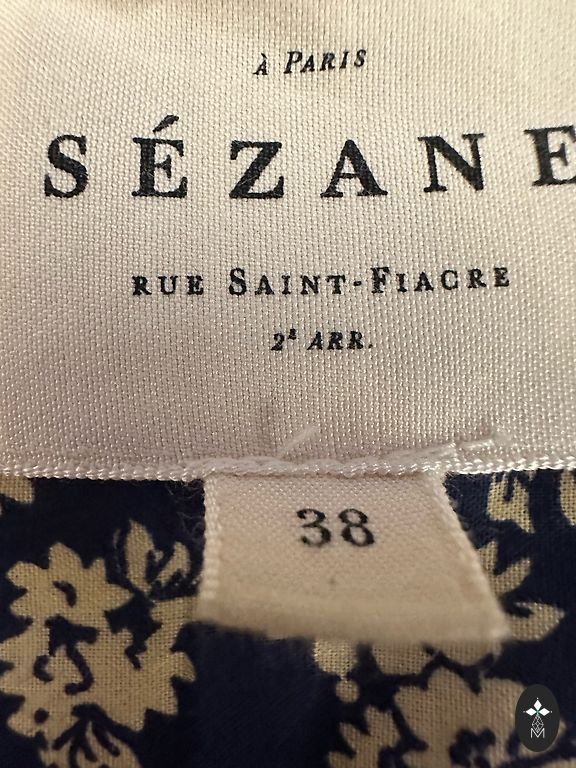 À PARIS
SÉZANE
RUE SAINT-FIACRE
2ᴱ ARR.
38
M